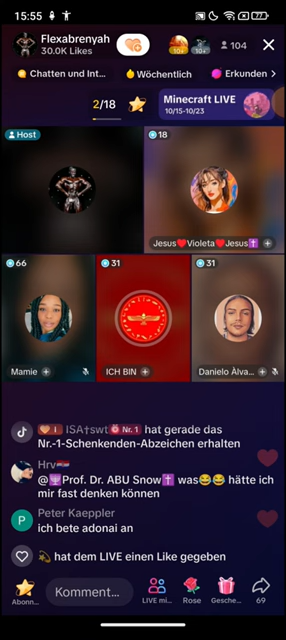 15:55
77
Flexabrenyah
30.0K Likes
104
Chatten und Int...
Wöchentlich
Erkunden
2/18
Minecraft LIVE
10/15-10/23
Host
18
Jesus❤️Violeta❤️Jesus✝️
66
Mamie
31
ICH BIN
31
Danielo Àlva...
I ISA†swt Nr. 1 hat gerade das
Nr.-1-Schenkenden-Abzeichen erhalten
Hrv🇭🇷
@🕎Prof. Dr. ABU Snow✝️ was😂😂 hätte ich
mir fast denken können
P
Peter Kaeppler
ich bete adonai an
💫 hat dem LIVE einen Like gegeben
Abonn...
Komment...
LIVE mi...
Rose
Gesche...
69